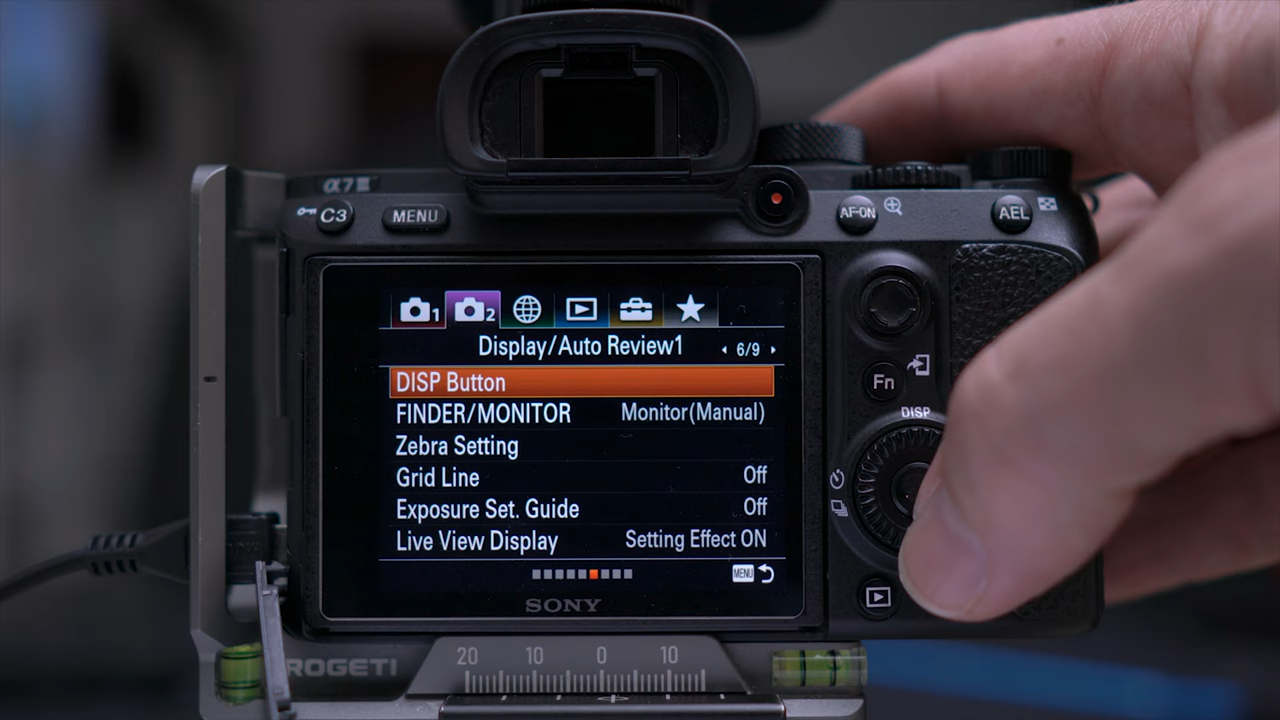 α7III
C3
MENU
AF-ON
AEL
1
2
Display/Auto Review1
6/9
DISP Button
FINDER/MONITOR Monitor(Manual)
Zebra Setting
Grid Line Off
Exposure Set. Guide Off
Live View Display Setting Effect ON
MENU
SONY
Fn
DISP
ROGETI
20 10 0 10